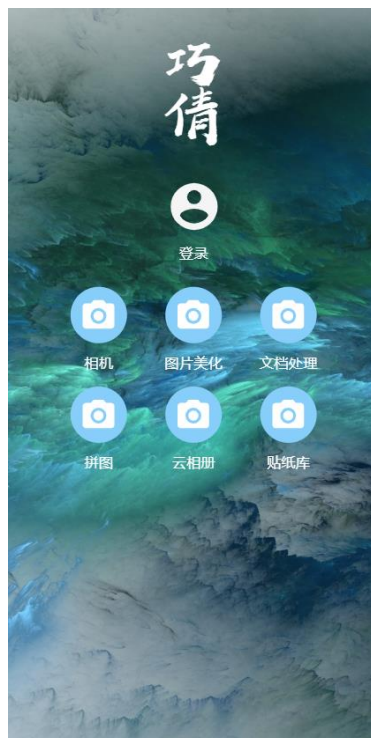 巧
倩
登录
相机 图片美化 文档处理
拼图 云相册 贴纸库